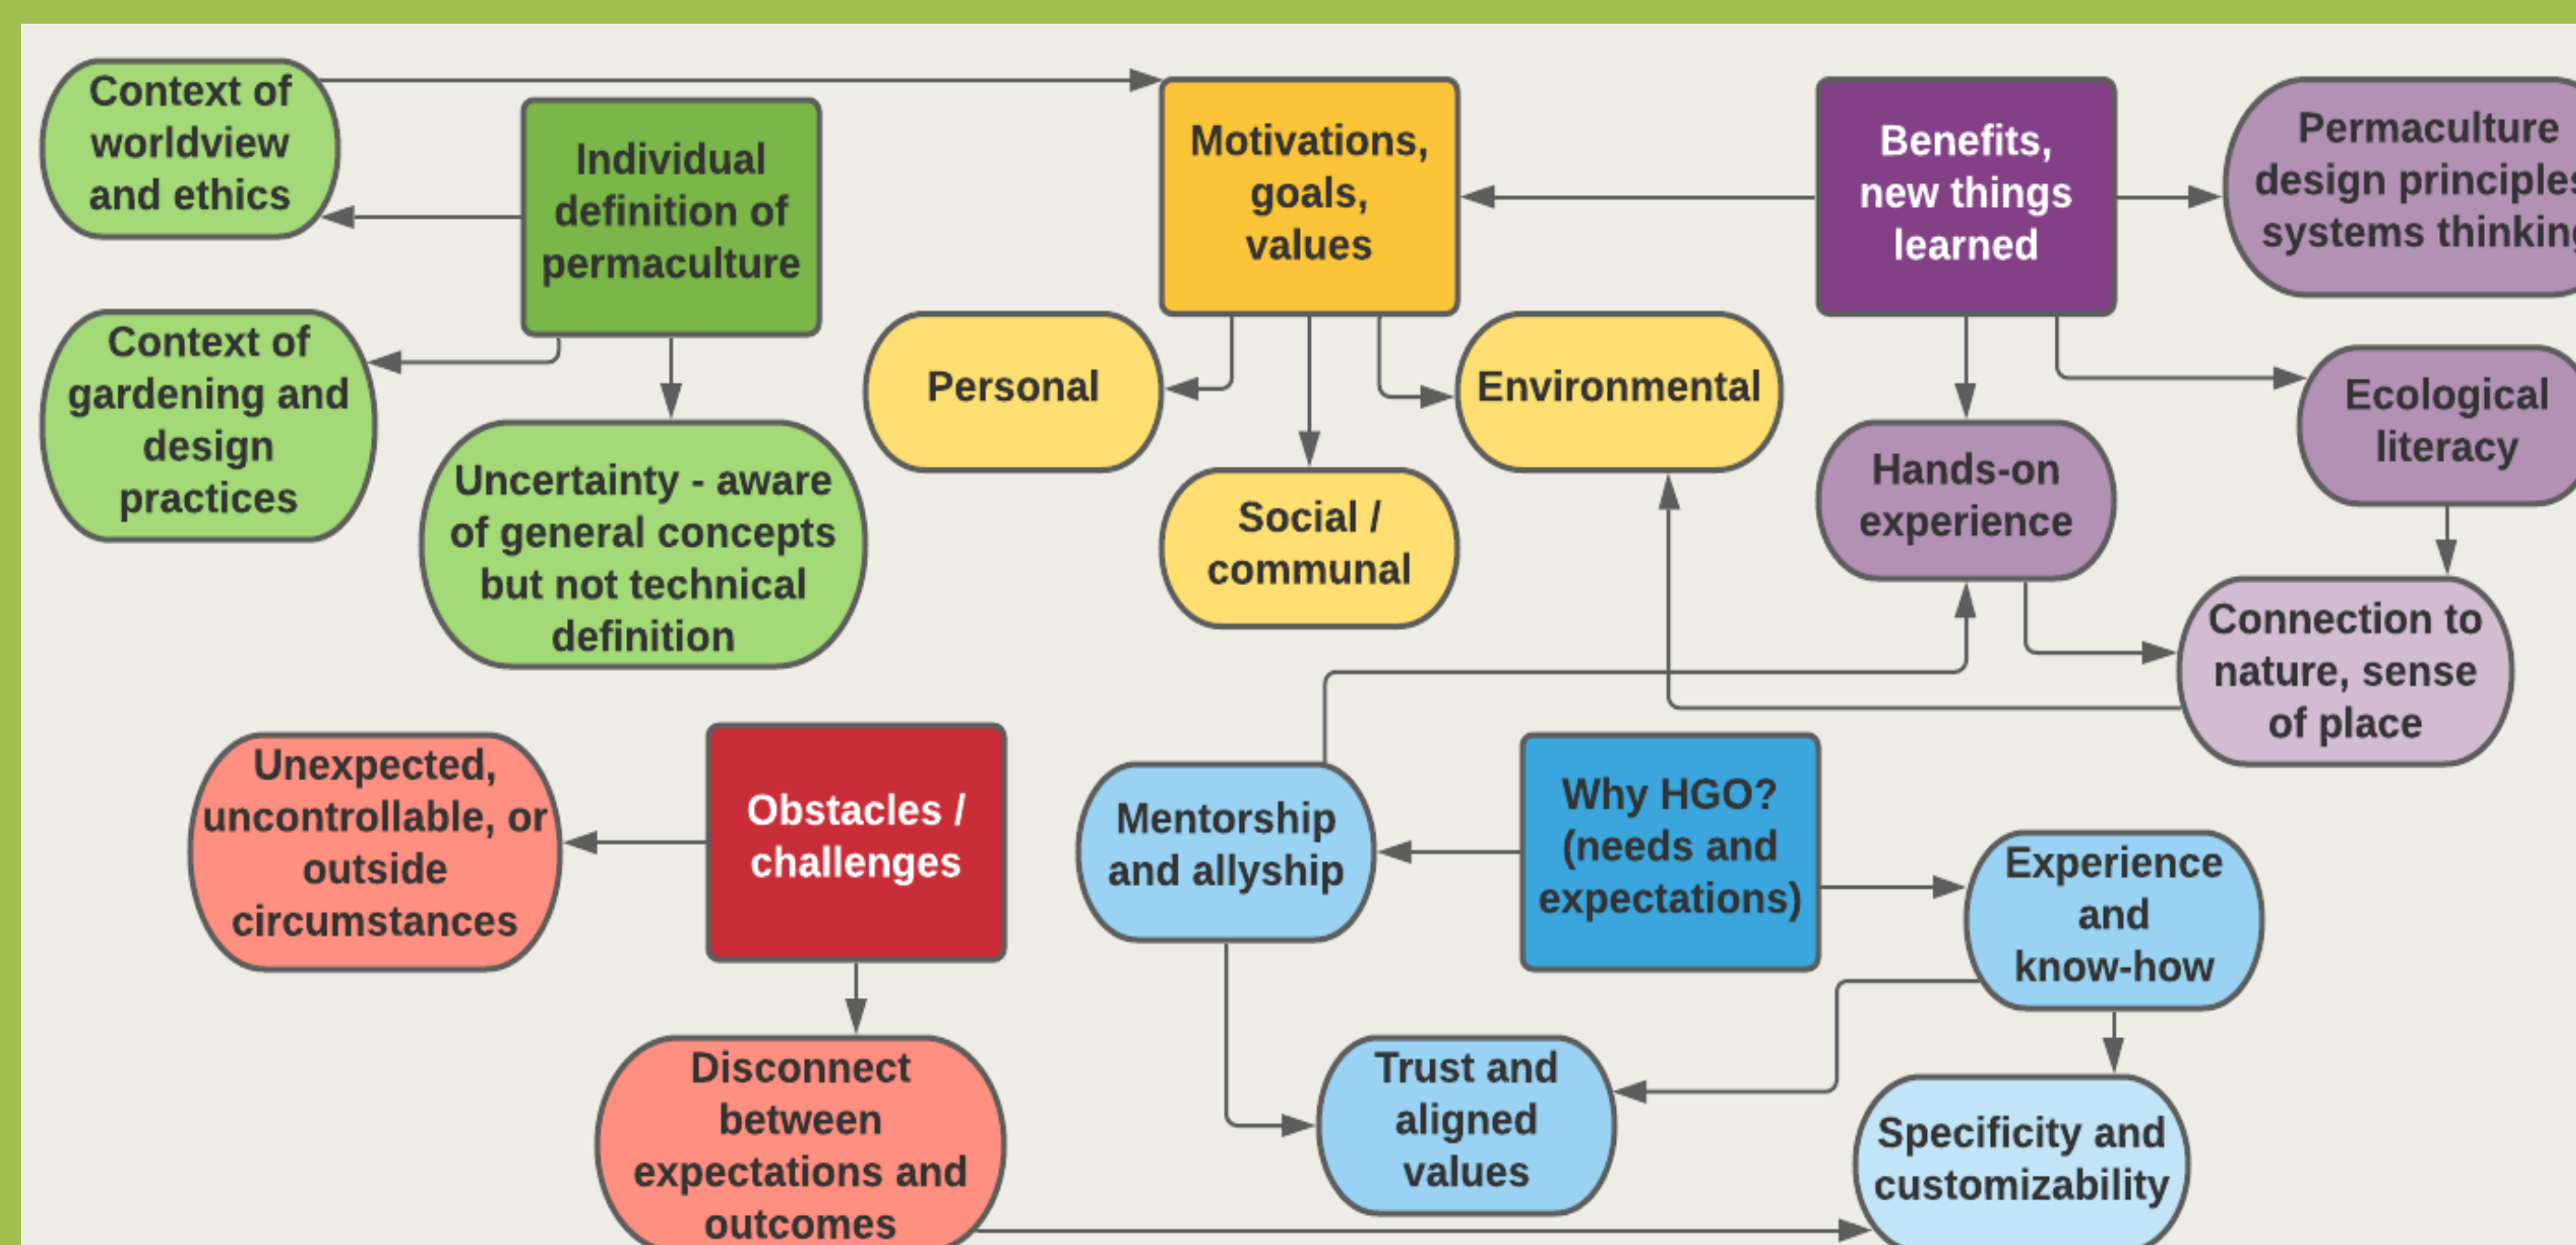 Context of
worldview
and ethics
Individual
definition of
permaculture
Motivations,
goals,
values
Benefits,
new things
learned
Permaculture
design principles
systems thinking
Context of
gardening and
design
practices
Uncertainty - aware
of general concepts
but not technical
definition
Personal
Social /
communal
Environmental
Hands-on
experience
Ecological
literacy
Connection to
nature, sense
of place
Unexpected,
uncontrollable, or
outside
circumstances
Obstacles /
challenges
Disconnect
between
expectations and
outcomes
Mentorship
and allyship
Why HGO?
(needs and
expectations)
Experience
and
know-how
Trust and
aligned
values
Specificity and
customizability